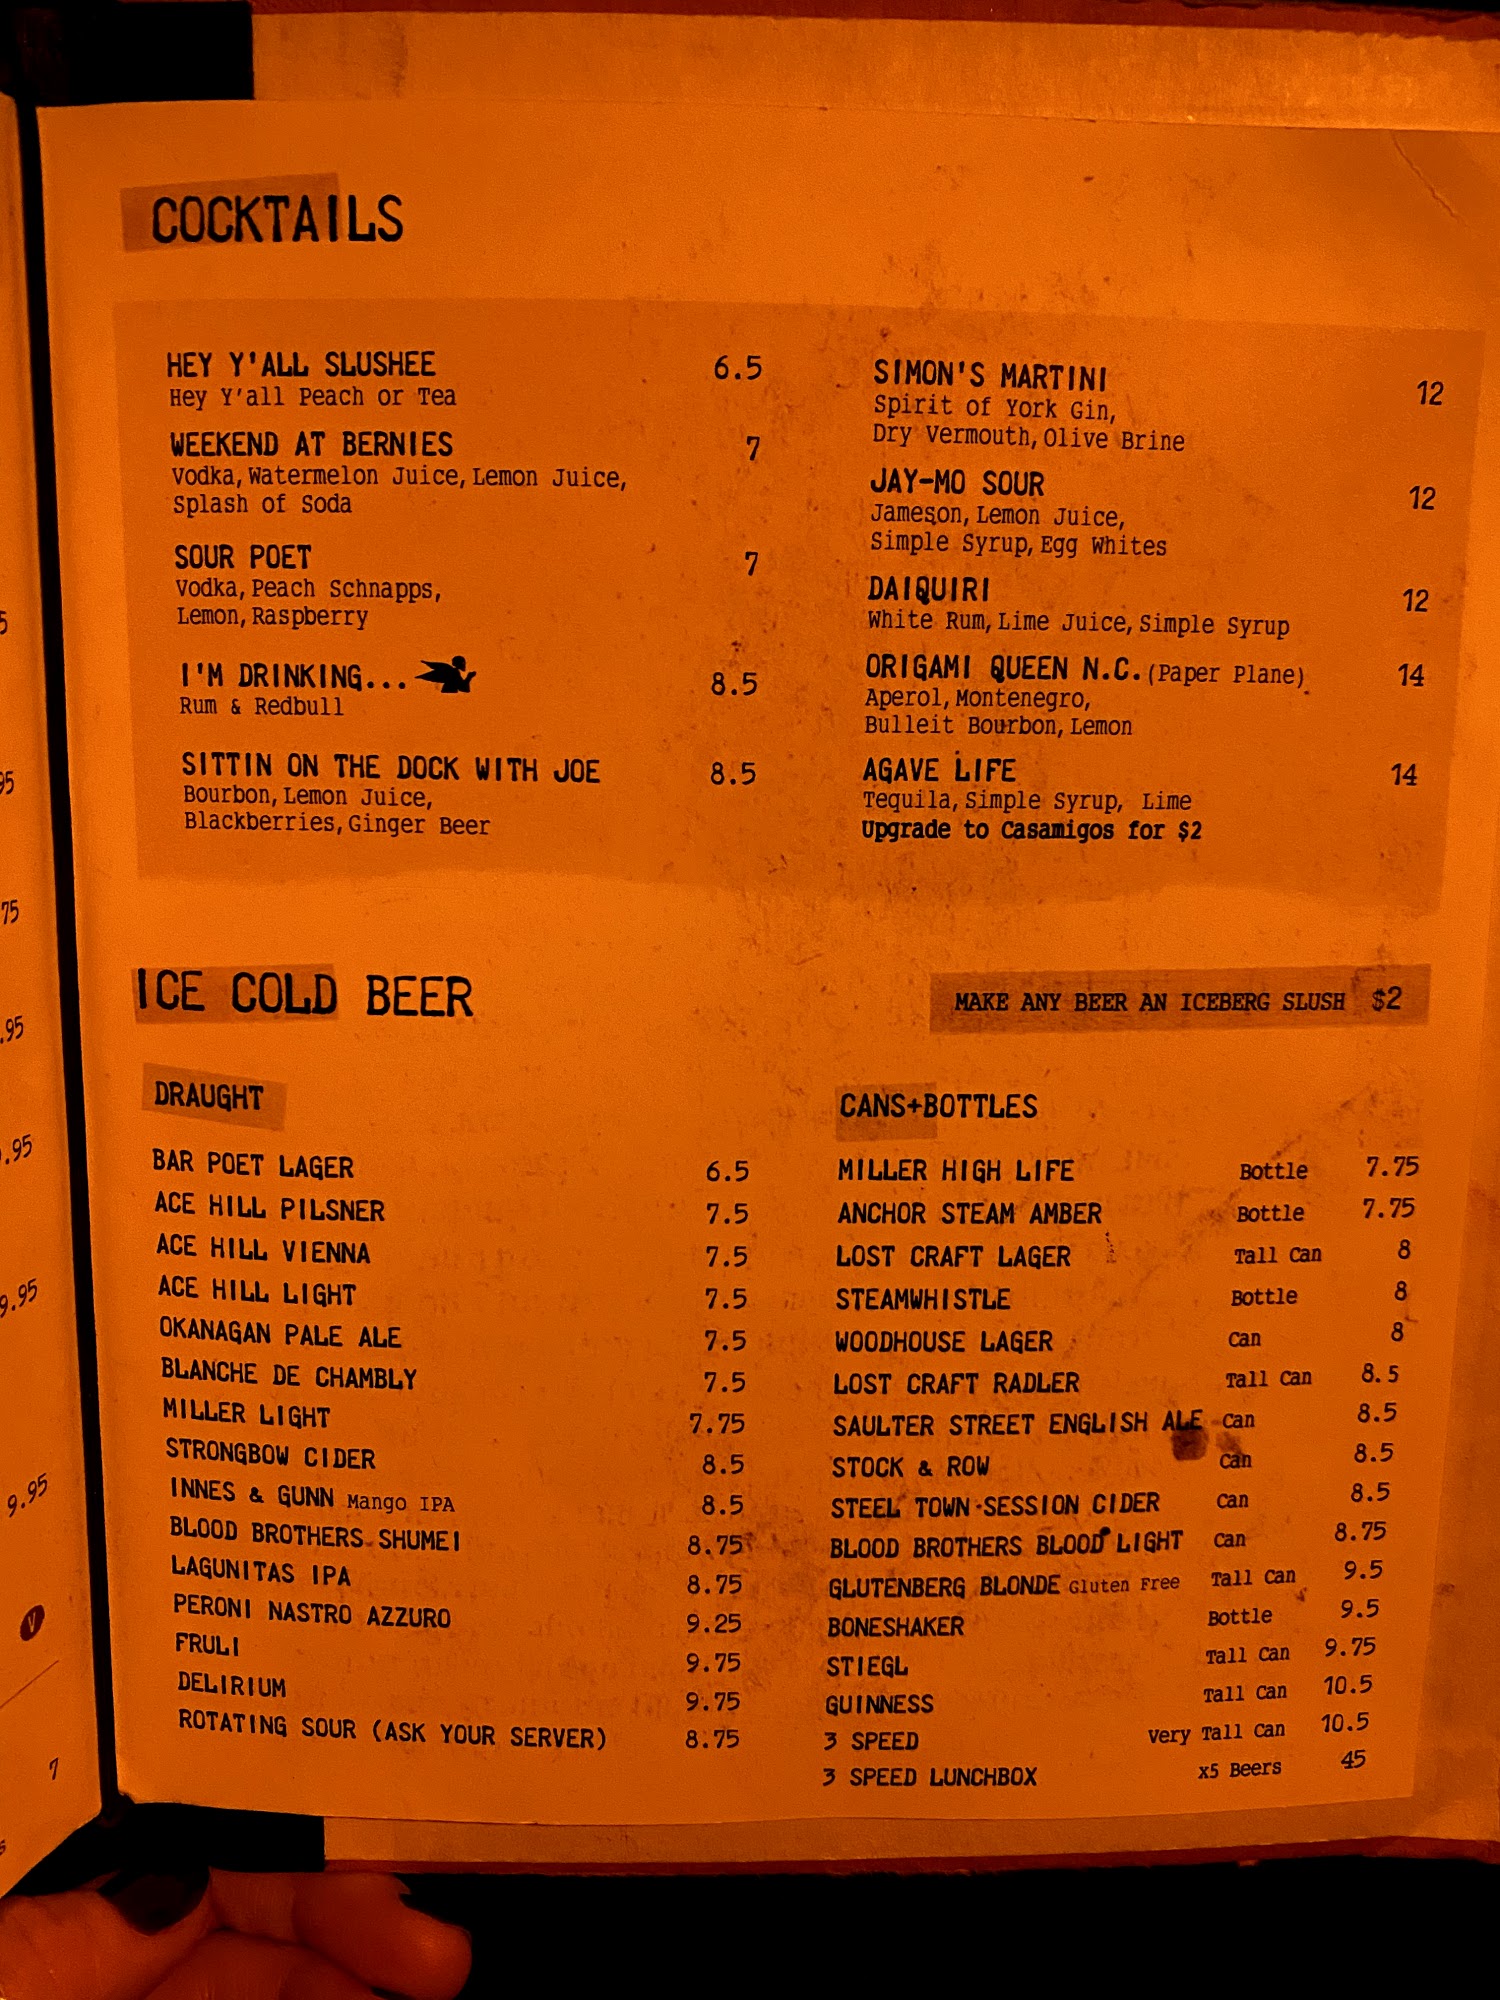 COCKTAILS
HEY Y'ALL SLUSHEE 6.5
Hey Y'all Peach or Tea
WEEKEND AT BERNIES 7
Vodka, Watermelon Juice, Lemon Juice,
Splash of Soda
SOUR POET 7
Vodka, Peach Schnapps,
Lemon, Raspberry
I'M DRINKING... 8.5
Rum & Redbull
SITTIN ON THE DOCK WITH JOE 8.5
Bourbon, Lemon Juice,
Blackberries, Ginger Beer
SIMON'S MARTINI 12
Spirit of York Gin,
Dry Vermouth, Olive Brine
JAY-MO SOUR 12
Jameson, Lemon Juice,
Simple Syrup, Egg Whites
DAIQUIRI 12
White Rum, Lime Juice, Simple Syrup
ORIGAMI QUEEN N.C. (Paper Plane) 14
Aperol, Montenegro,
Bulleit Bourbon, Lemon
AGAVE LIFE 14
Tequila, Simple Syrup, Lime
Upgrade to Casamigos for $2
ICE COLD BEER
MAKE ANY BEER AN ICEBERG SLUSH $2
DRAUGHT
BAR POET LAGER 6.5
ACE HILL PILSNER 7.5
ACE HILL VIENNA 7.5
ACE HILL LIGHT 7.5
OKANAGAN PALE ALE 7.5
BLANCHE DE CHAMBLY 7.5
MILLER LIGHT 7.75
STRONGBOW CIDER 8.5
INNES & GUNN Mango IPA 8.5
BLOOD BROTHERS SHUMEI 8.75
LAGUNITAS IPA 8.75
PERONI NASTRO AZZURO 9.25
FRULI 9.75
DELIRIUM 9.75
ROTATING SOUR (ASK YOUR SERVER) 8.75
CANS+BOTTLES
MILLER HIGH LIFE Bottle 7.75
ANCHOR STEAM AMBER Bottle 7.75
LOST CRAFT LAGER Tall Can 8
STEAMWHISTLE Bottle 8
WOODHOUSE LAGER Can 8
LOST CRAFT RADLER Tall Can 8.5
SAULTER STREET ENGLISH ALE Can 8.5
STOCK & ROW Can 8.5
STEEL TOWN SESSION CIDER Can 8.5
BLOOD BROTHERS BLOOD LIGHT Can 8.75
GLUTENBERG BLONDE Gluten Free Tall Can 9.5
BONESHAKER Bottle 9.5
STIEGL Tall Can 9.75
GUINNESS Tall Can 10.5
3 SPEED Very Tall Can 10.5
3 SPEED LUNCHBOX x5 Beers 45
.95
9.95
9.95
V
7